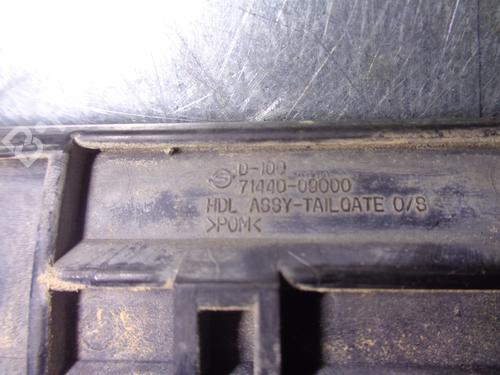 D-100
71440-09000
HDL ASSY-TAILGATE O/S
>POM<